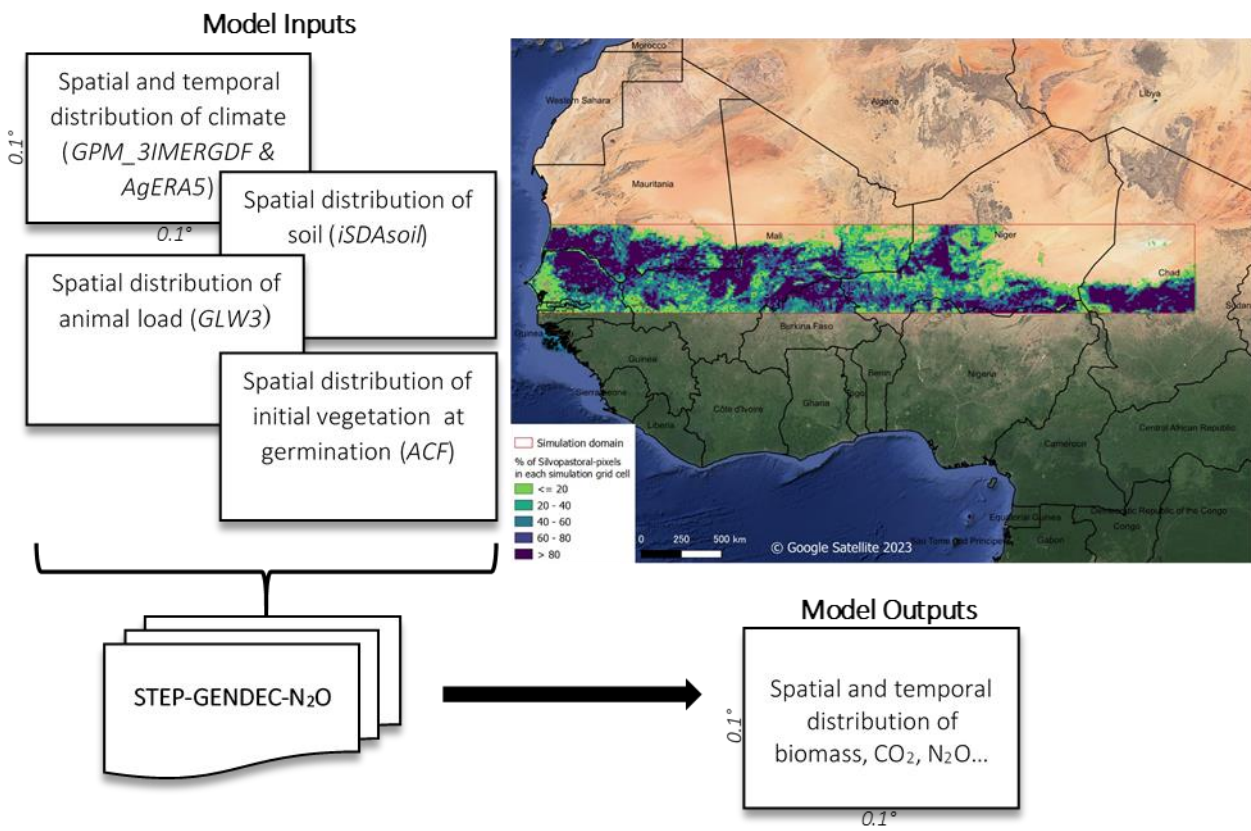 Model Inputs
Spatial and temporal
distribution of climate
(GPM_3IMERGDF &
AgERA5)
0.1°
0.1°
Spatial distribution of
soil (iSDAsoil)
Spatial distribution of
animal load (GLW3)
Spatial distribution of
initial vegetation at
germination (ACF)
STEP-GENDEC-N₂O
Morocco
Western Sahara
Algeria
Libya
Mauritania
Mali
Niger
Chad
Sudan
Burkina Faso
Guinea
Benin
Nigeria
Togo
Ghana
Côte d'Ivoire
Sierra Leone
Liberia
Central African Republic
Cameroon
Equatorial Guinea
Democratic Republic of the Congo
Congo
Sao Tome and Principe
Gabon
Simulation domain
% of Silvopastoral-pixels
in each simulation grid cell
<= 20
20 - 40
40 - 60
60 - 80
> 80
0 250 500 km
© Google Satellite 2023
Model Outputs
Spatial and temporal
distribution of
biomass, CO₂, N₂O...
0.1°
0.1°